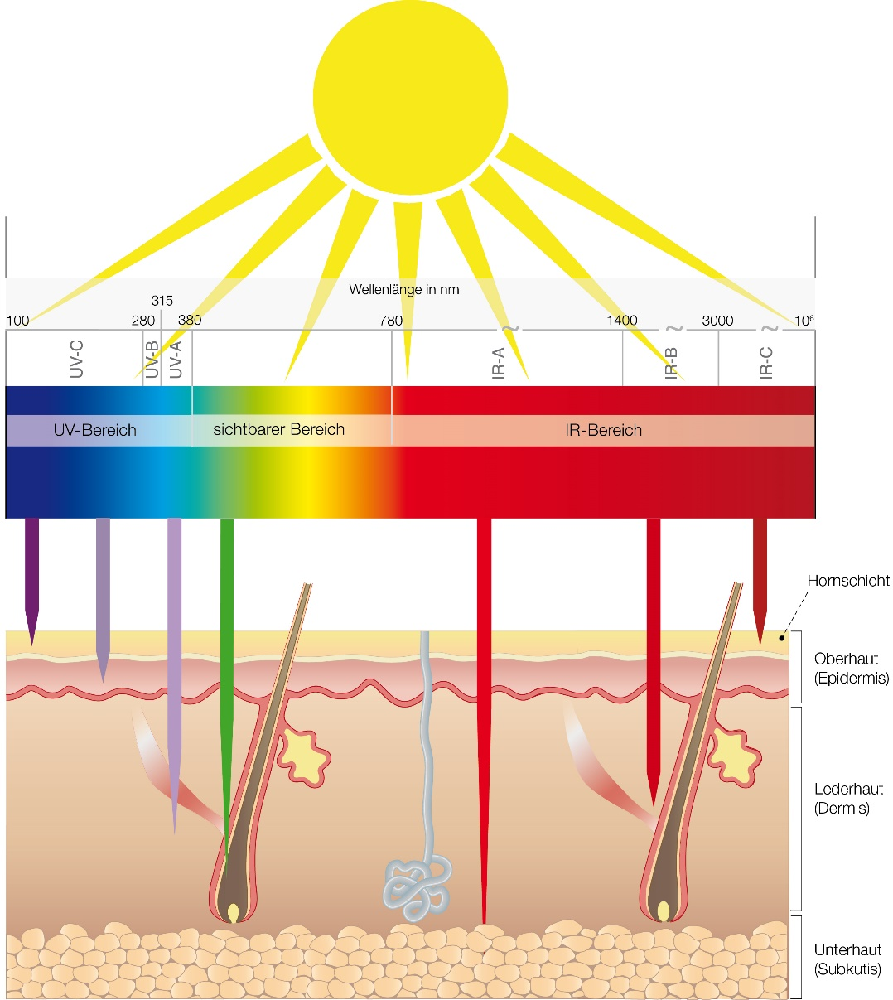 Wellenlänge in nm
315
100
280
380
780
1400
3000
10⁶
UV-C
UV-B
UV-A
IR-A
IR-B
IR-C
UV-Bereich
sichtbarer Bereich
IR-Bereich
Hornschicht
Oberhaut
(Epidermis)
Lederhaut
(Dermis)
Unterhaut
(Subkutis)